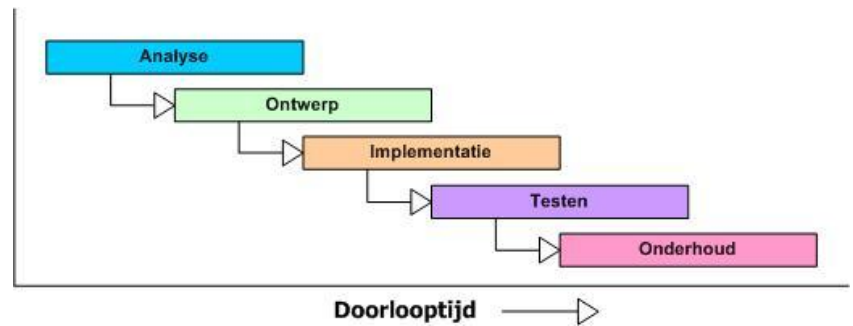 Analyse
Ontwerp
Implementatie
Testen
Onderhoud
Doorlooptijd